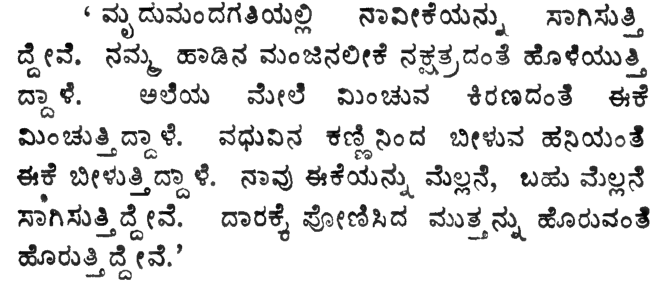 ‘ ಮೃದುಮಂದಗತಿಯಲ್ಲಿ ನಾವೀಕೆಯನ್ನು ಸಾಗಿಸುತ್ತಿ
ದ್ದೇವೆ. ನಮ್ಮ ಹಾಡಿನ ಮಂಜಿನಲೀಕೆ ನಕ್ಷತ್ರದಂತೆ ಹೊಳೆಯುತ್ತಿ
ದ್ದಾಳೆ. ಅಲೆಯ ಮೇಲೆ ಮಿಂಚುವ ಕಿರಣದಂತೆ ಈಕೆ
ಮಿಂಚುತ್ತಿದ್ದಾಳೆ. ವಧುವಿನ ಕಣ್ಣಿನಿಂದ ಬೀಳುವ ಹನಿಯಂತೆ
ಈಕೆ ಬೀಳುತ್ತಿದ್ದಾಳೆ. ನಾವು ಈಕೆಯನ್ನು ಮೆಲ್ಲನೆ, ಬಹು ಮೆಲ್ಲನೆ
ಸಾಗಿಸುತ್ತಿದ್ದೇವೆ. ದಾರಕ್ಕೆ ಪೋಣಿಸಿದ ಮುತ್ತನ್ನು ಹೊರುವಂತೆ
ಹೊರುತ್ತಿದ್ದೇವೆ.’